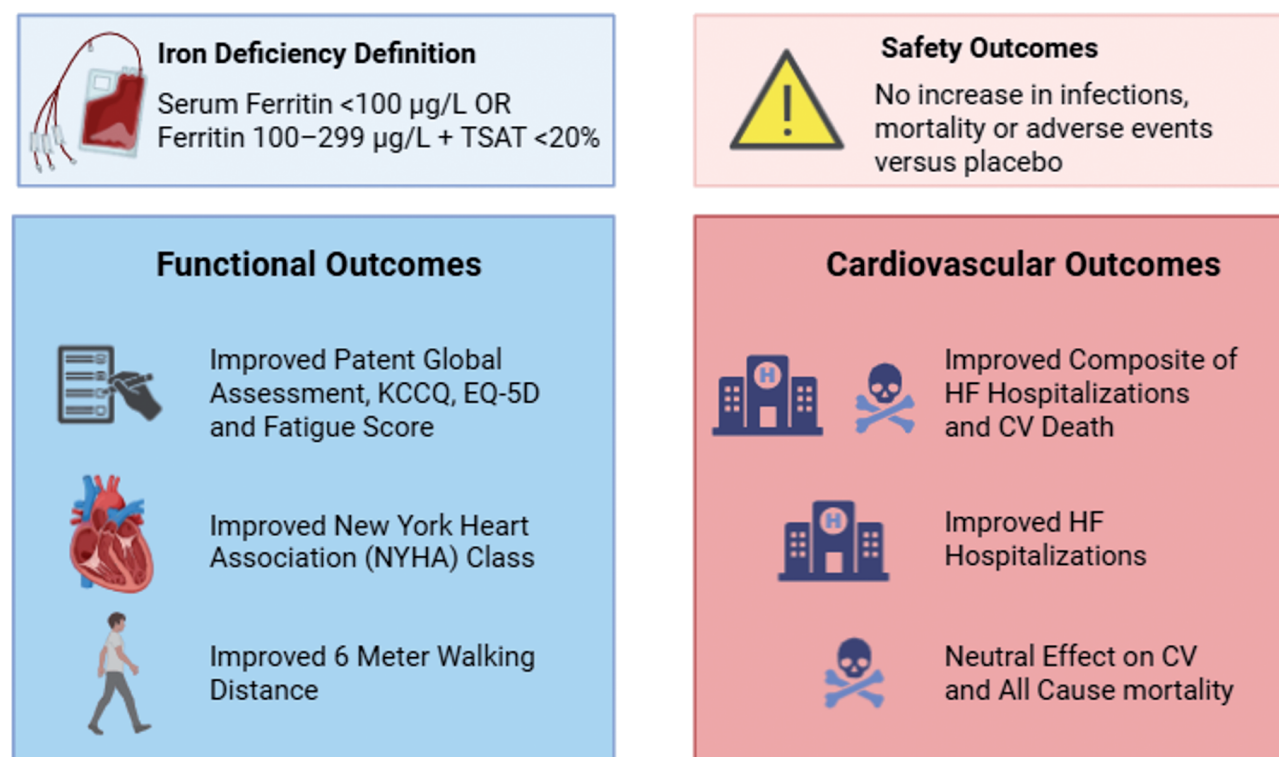 Iron Deficiency Definition
Serum Ferritin <100 µg/L OR
Ferritin 100–299 µg/L + TSAT <20%
Safety Outcomes
No increase in infections,
mortality or adverse events
versus placebo
Functional Outcomes
Improved Patent Global
Assessment, KCCQ, EQ-5D
and Fatigue Score
Improved New York Heart
Association (NYHA) Class
Improved 6 Meter Walking
Distance
Cardiovascular Outcomes
H
Improved Composite of
HF Hospitalizations
and CV Death
H
Improved HF
Hospitalizations
Neutral Effect on CV
and All Cause mortality